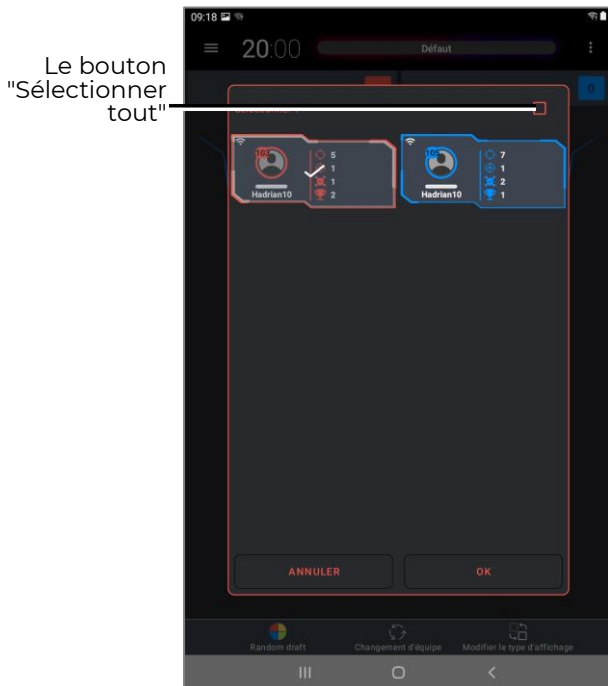 Le bouton
"Sélectionner
tout"
09:18
20:00 Défaut
0
103 5
1
1
Hadrian10 2
7
1
2
Hadrian10 1
ANNULER OK
Random draft Changement d'équipe Modifier le type d'affichage